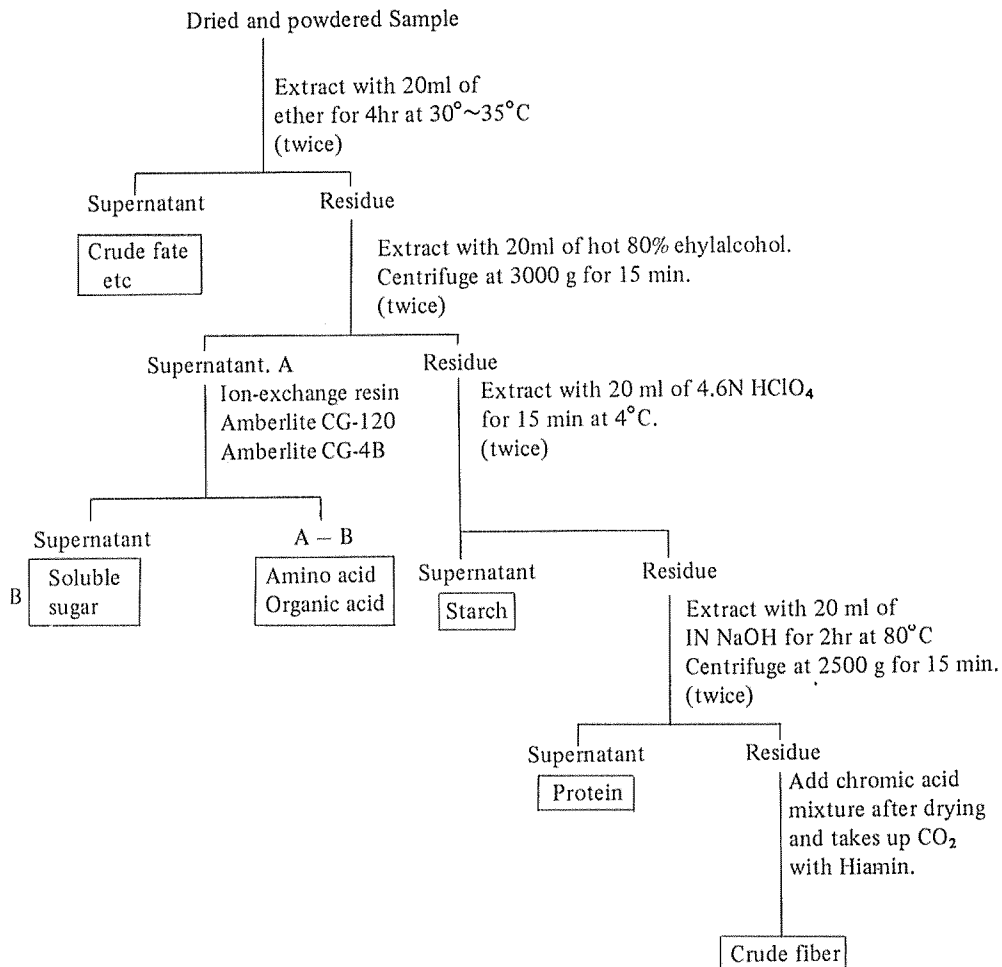 Dried and powdered Sample
Extract with 20ml of
ether for 4hr at 30°~35°C
(twice)
Supernatant
Residue
Crude fate
etc
Extract with 20ml of hot 80% ehylalcohol.
Centrifuge at 3000 g for 15 min.
(twice)
Supernatant. A
Ion-exchange resin
Amberlite CG-120
Amberlite CG-4B
Residue
Extract with 20 ml of 4.6N HClO₄
for 15 min at 4°C.
(twice)
Supernatant
B
Soluble
sugar
A – B
Amino acid
Organic acid
Supernatant
Starch
Residue
Extract with 20 ml of
IN NaOH for 2hr at 80°C
Centrifuge at 2500 g for 15 min.
(twice)
Supernatant
Protein
Residue
Add chromic acid
mixture after drying
and takes up CO₂
with Hiamin.
Crude fiber